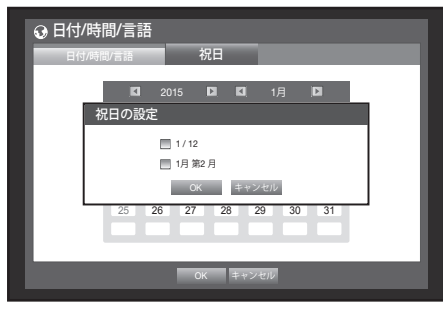 日付/時間/言語
日付/時間/言語 祝日
2015 1月
祝日の設定
1 / 12
1月 第2 月
OK キャンセル
25 26 27 28 29 30 31
OK キャンセル